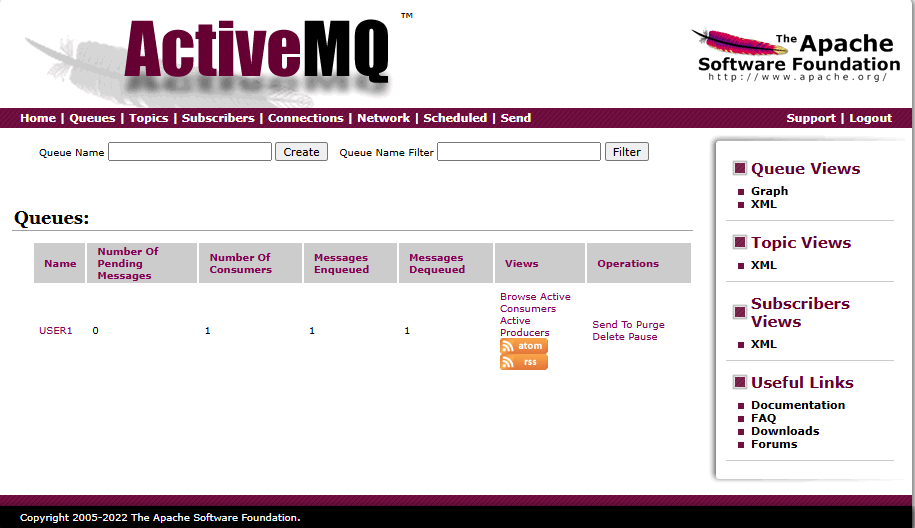 ActiveMQ ™
The Apache
Software Foundation
http://www.apache.org/
Home | Queues | Topics | Subscribers | Connections | Network | Scheduled | Send
Support | Logout
Queue Name Create Queue Name Filter Filter
Queues:
Name
Number Of
Pending
Messages
Number Of
Consumers
Messages
Enqueued
Messages
Dequeued
Views
Operations
USER1
0
1
1
1
Browse Active
Consumers
Active
Producers
atom
rss
Send To Purge
Delete Pause
Queue Views
Graph
XML
Topic Views
XML
Subscribers
Views
XML
Useful Links
Documentation
FAQ
Downloads
Forums
Copyright 2005-2022 The Apache Software Foundation.